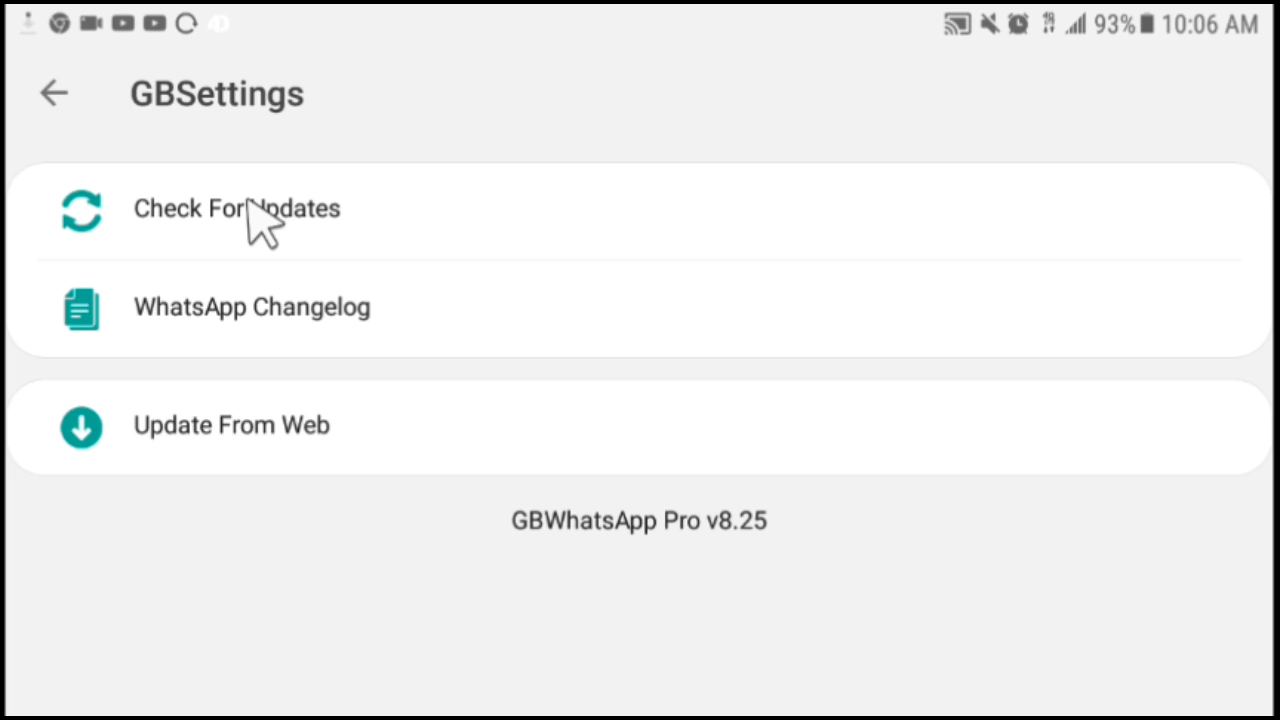 93% 10:06 AM
GBSettings
Check For Updates
WhatsApp Changelog
Update From Web
GBWhatsApp Pro v8.25